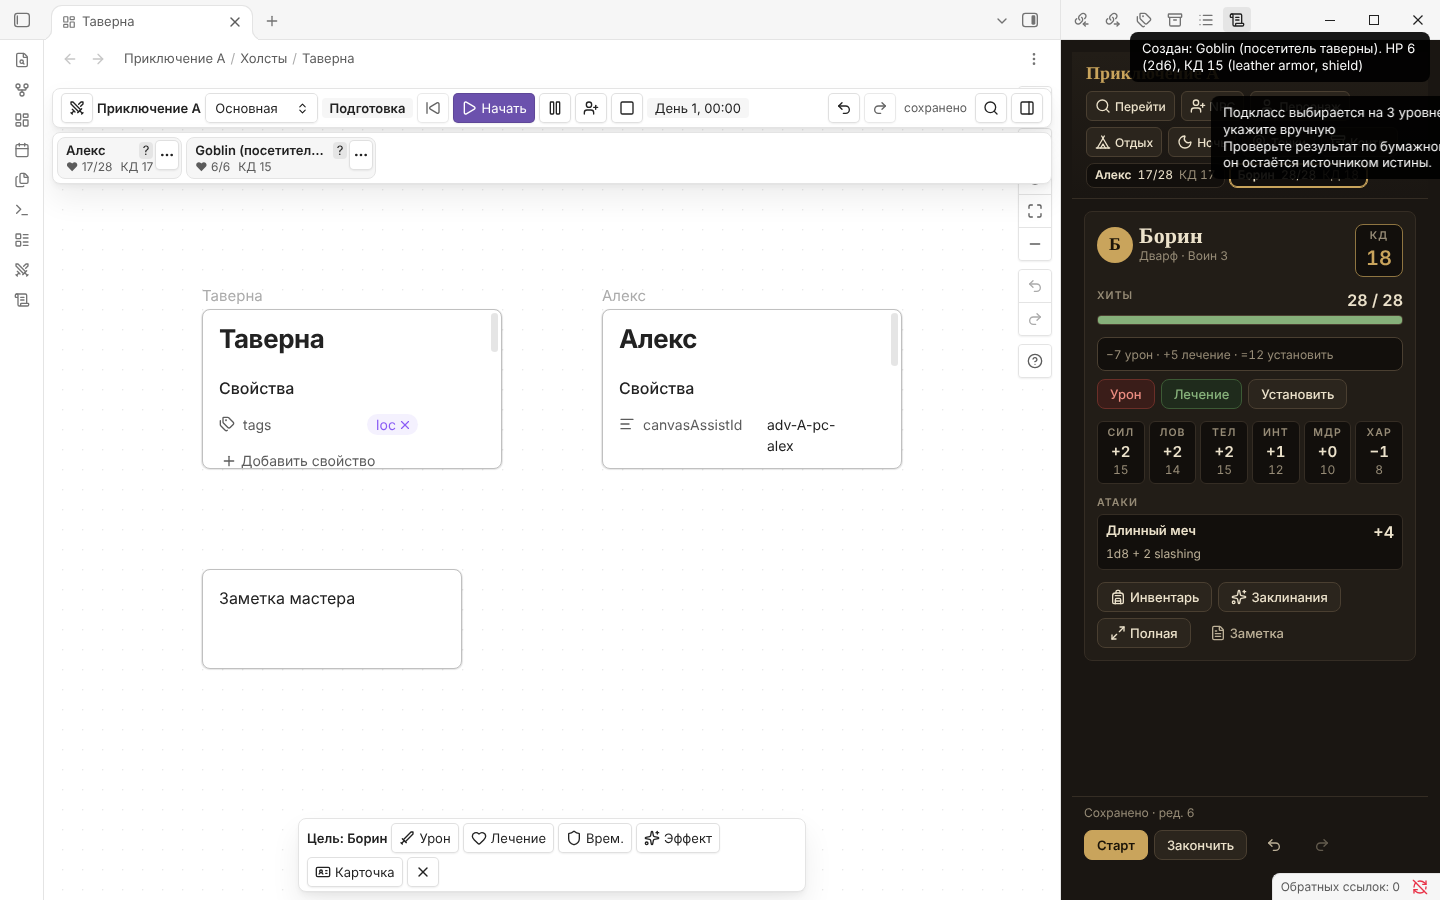 Таверна
Приключение A / Холсты / Таверна
Приключение A
Основная
Подготовка
Начать
День 1, 00:00
сохранено
Алекс
?
17/28 КД 17
Goblin (посетител...
?
6/6 КД 15
Таверна
Таверна
Свойства
tags
loc
Добавить свойство
Алекс
Алекс
Свойства
canvasAssistId
adv-A-pc-
alex
Заметка мастера
Цель: Борин
Урон
Лечение
Врем.
Эффект
Карточка
Создан: Goblin (посетитель таверны). HP 6
(2d6), КД 15 (leather armor, shield)
Перейти
Подкласс выбирается на 3 уровне
укажите вручную
Проверьте результат по бумажно
он остаётся источником истины.
Отдых
Алекс 17/28 КД 17
Борин 28/28 КД 18
Б
Борин
Дварф · Воин 3
КД
18
ХИТЫ
28 / 28
−7 урон · +5 лечение · =12 установить
Урон
Лечение
Установить
СИЛ
+2
15
ЛОВ
+2
14
ТЕЛ
+2
15
ИНТ
+1
12
МДР
+0
10
ХАР
−1
8
АТАКИ
Длинный меч
+4
1d8 + 2 slashing
Инвентарь
Заклинания
Полная
Заметка
Сохранено · ред. 6
Старт
Закончить
Обратных ссылок: 0